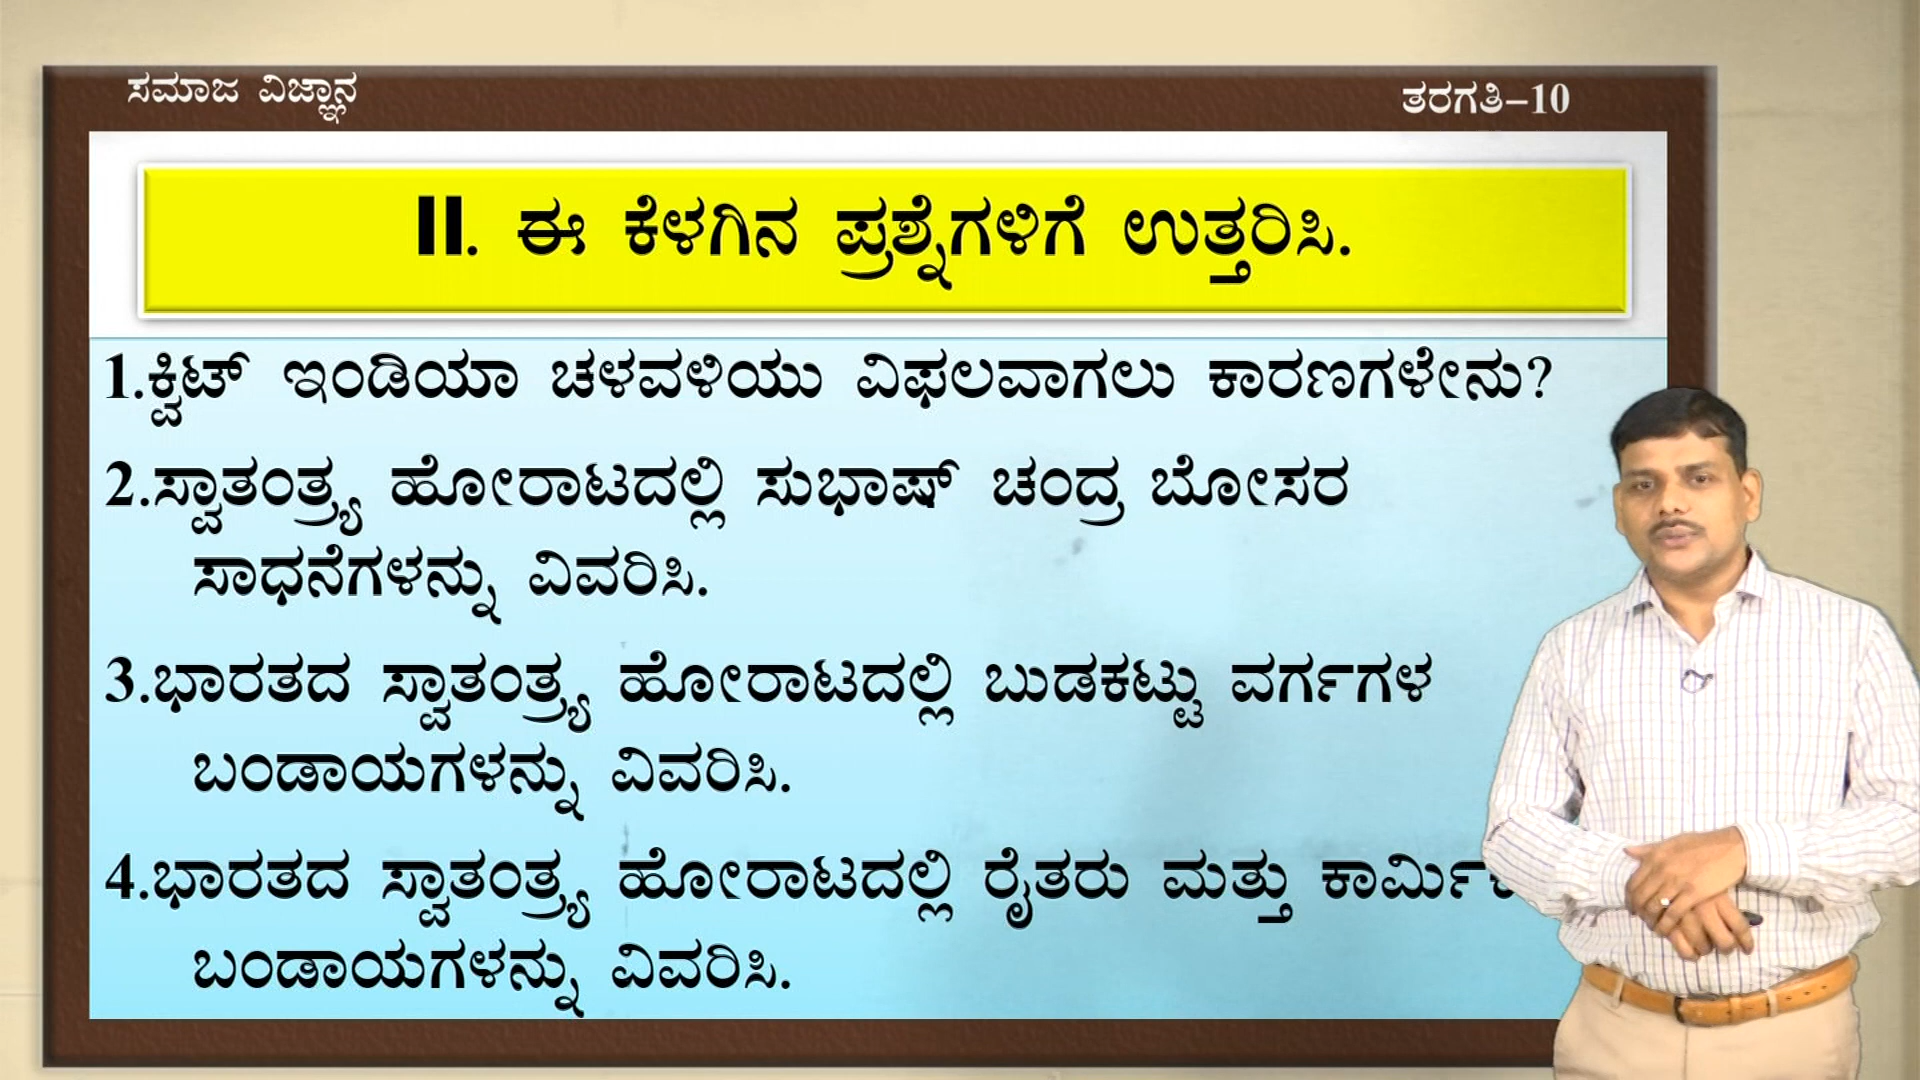 ಸಮಾಜ ವಿಜ್ಞಾನ
ತರಗತಿ–10
II. ಈ ಕೆಳಗಿನ ಪ್ರಶ್ನೆಗಳಿಗೆ ಉತ್ತರಿಸಿ.
1.ಕ್ವಿಟ್ ಇಂಡಿಯಾ ಚಳವಳಿಯು ವಿಫಲವಾಗಲು ಕಾರಣಗಳೇನು?
2.ಸ್ವಾತಂತ್ರ್ಯ ಹೋರಾಟದಲ್ಲಿ ಸುಭಾಷ್ ಚಂದ್ರ ಬೋಸರ
ಸಾಧನೆಗಳನ್ನು ವಿವರಿಸಿ.
3.ಭಾರತದ ಸ್ವಾತಂತ್ರ್ಯ ಹೋರಾಟದಲ್ಲಿ ಬುಡಕಟ್ಟು ವರ್ಗಗಳ
ಬಂಡಾಯಗಳನ್ನು ವಿವರಿಸಿ.
4.ಭಾರತದ ಸ್ವಾತಂತ್ರ್ಯ ಹೋರಾಟದಲ್ಲಿ ರೈತರು ಮತ್ತು
ಬಂಡಾಯಗಳನ್ನು ವಿವರಿಸಿ.